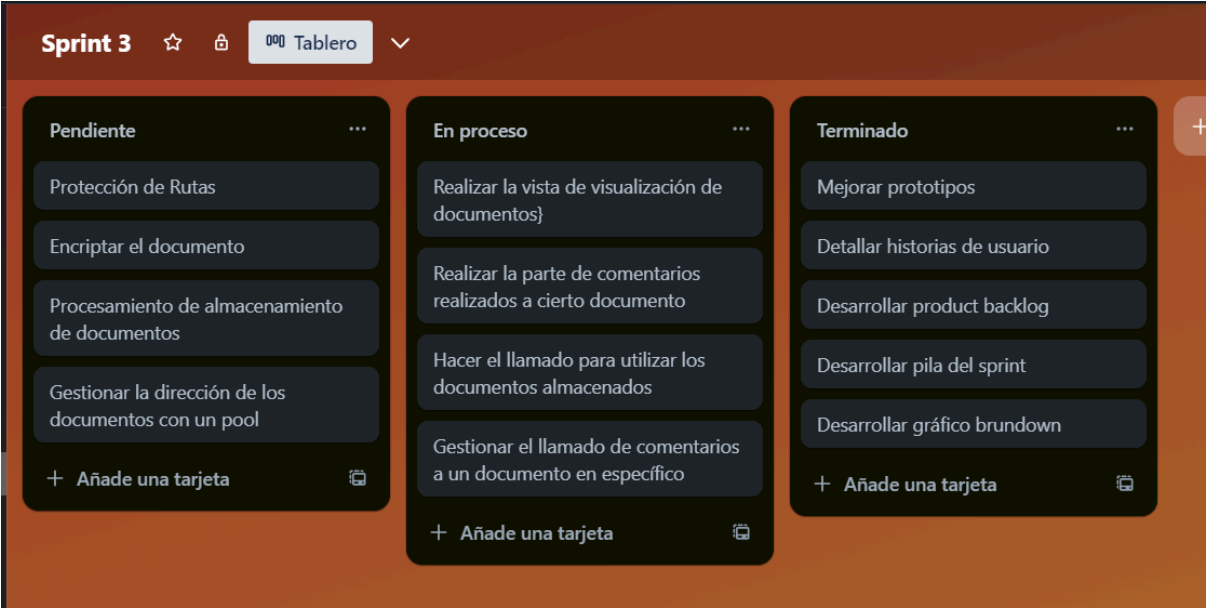 Sprint 3
Tablero
Pendiente
Protección de Rutas
Encriptar el documento
Procesamiento de almacenamiento
de documentos
Gestionar la dirección de los
documentos con un pool
+ Añade una tarjeta
En proceso
Realizar la vista de visualización de
documentos}
Realizar la parte de comentarios
realizados a cierto documento
Hacer el llamado para utilizar los
documentos almacenados
Gestionar el llamado de comentarios
a un documento en específico
+ Añade una tarjeta
Terminado
Mejorar prototipos
Detallar historias de usuario
Desarrollar product backlog
Desarrollar pila del sprint
Desarrollar gráfico brundown
+ Añade una tarjeta